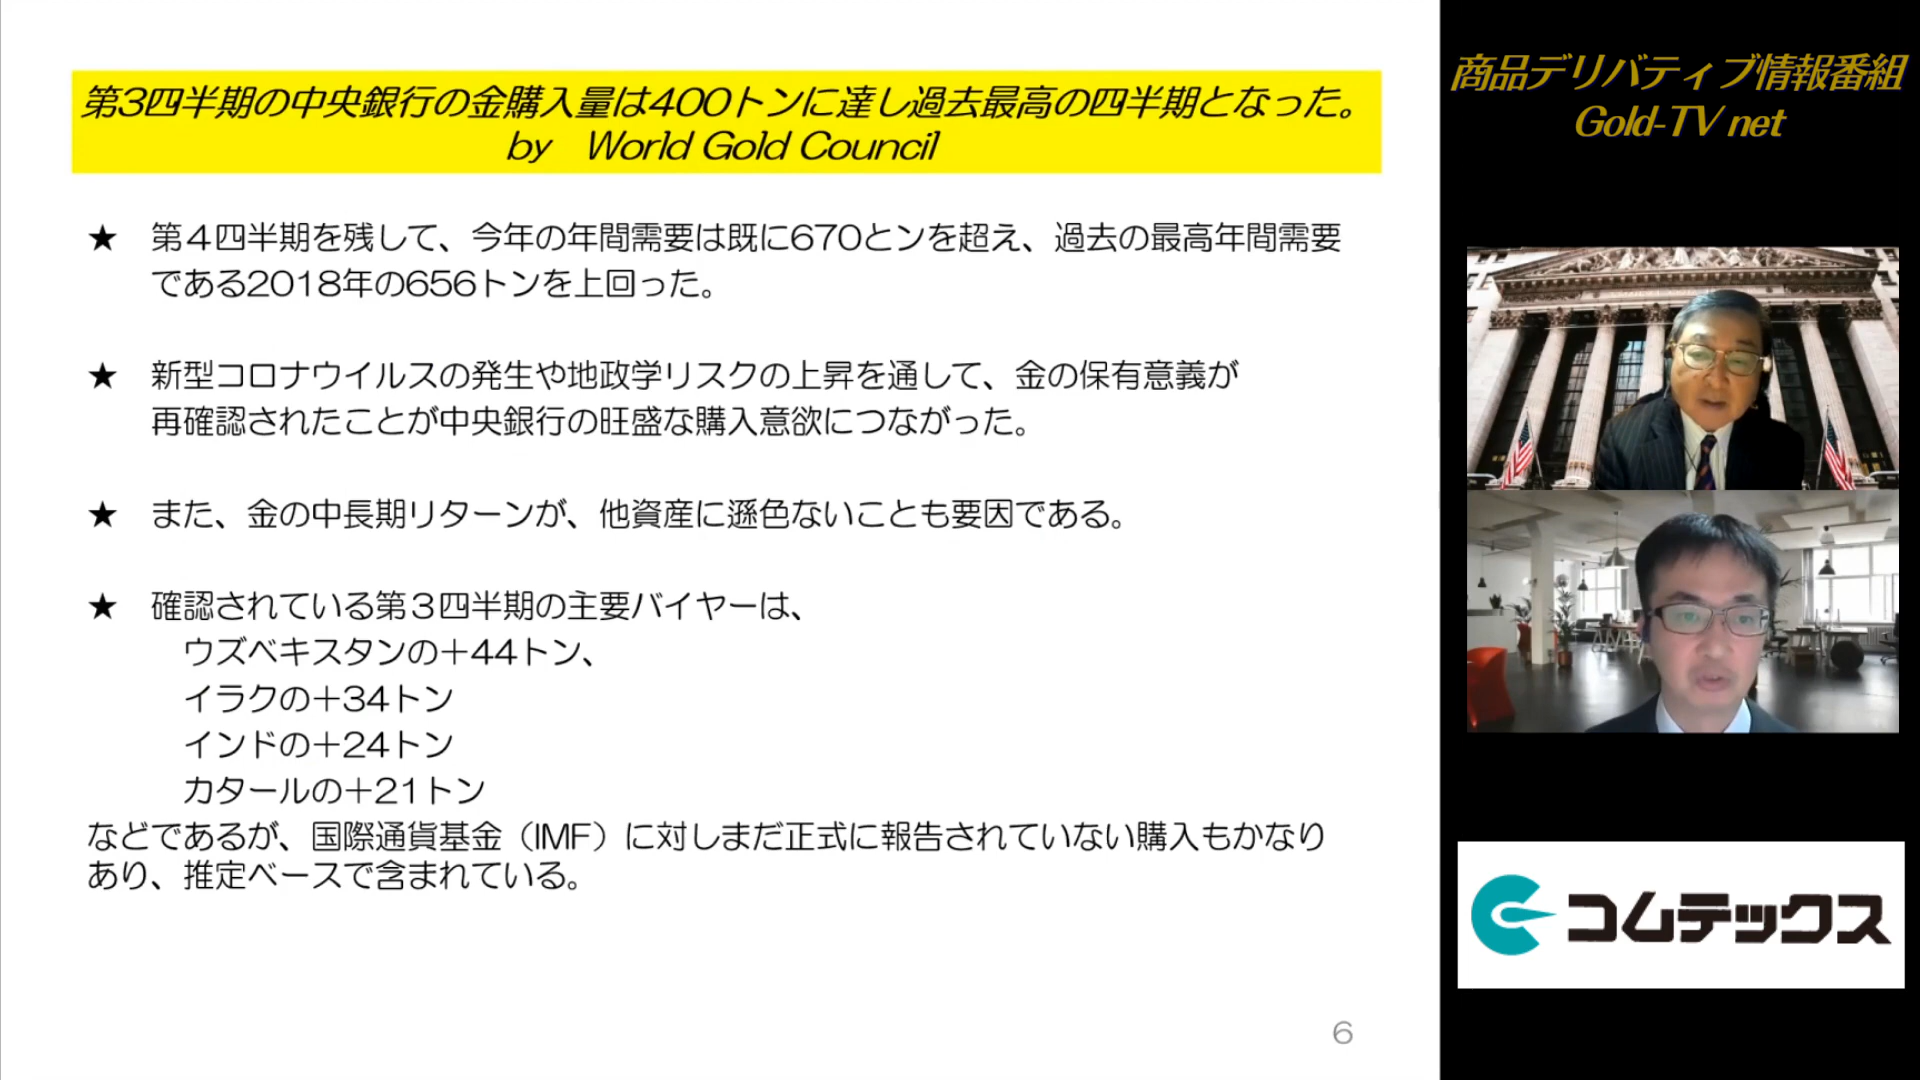 第3四半期の中央銀行の金購入量は400トンに達し過去最高の四半期となった。
by　World Gold Council
★　第４四半期を残して、今年の年間需要は既に670とンを超え、過去の最高年間需要
である2018年の656トンを上回った。
★　新型コロナウイルスの発生や地政学リスクの上昇を通して、金の保有意義が
再確認されたことが中央銀行の旺盛な購入意欲につながった。
★　また、金の中長期リターンが、他資産に遜色ないことも要因である。
★　確認されている第３四半期の主要バイヤーは、
ウズベキスタンの＋44トン、
イラクの＋34トン
インドの＋24トン
カタールの＋21トン
などであるが、国際通貨基金（IMF）に対しまだ正式に報告されていない購入もかなり
あり、推定ベースで含まれている。
6
商品デリバティブ情報番組
Gold-TV net
コムテックス